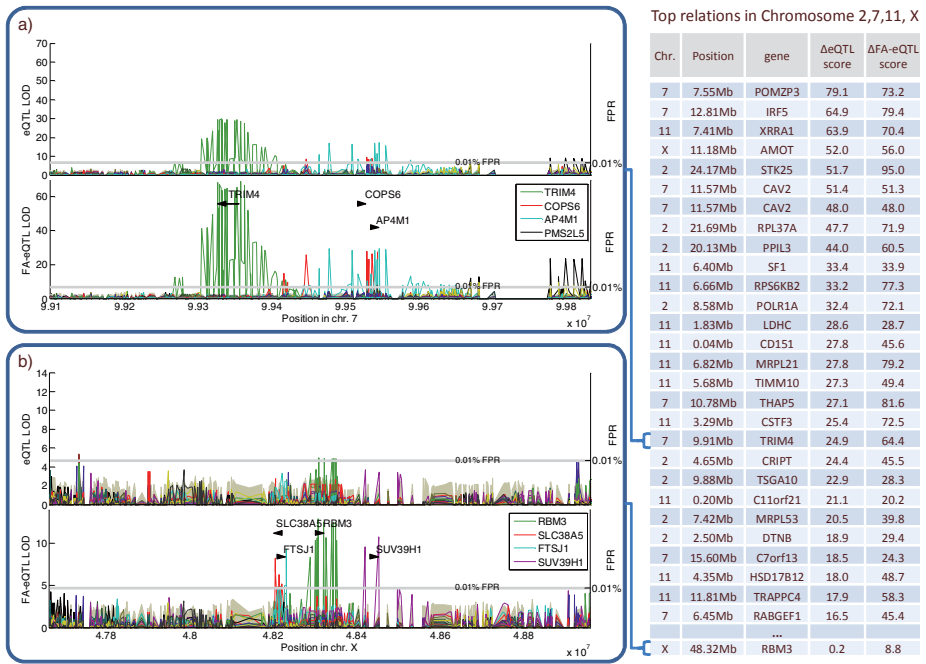 a)
70
60
50
40
30
20
10
0
eQTL LOD
FPR
0.01% FPR
0.01%
60
40
20
0
FA-eQTL LOD
FPR
TRIM4
COPS6
AP4M1
TRIM4
COPS6
AP4M1
PMS2L5
0.01% FPR
0.01%
9.91
9.92
9.93
9.94
9.95
9.96
9.97
9.98
Position in chr. 7
x 10⁷
b)
14
12
10
8
6
4
2
0
eQTL LOD
FPR
0.01% FPR
0.01%
10
5
0
FA-eQTL LOD
FPR
SLC38A5
RBM3
FTSJ1
SUV39H1
RBM3
SLC38A5
FTSJ1
SUV39H1
0.01% FPR
0.01%
4.78
4.8
4.82
4.84
4.86
4.88
Position in chr. X
x 10⁷
Top relations in Chromosome 2,7,11, X
Chr. Position gene ΔeQTL score ΔFA-eQTL score
7 7.55Mb POMZP3 79.1 73.2
7 12.81Mb IRF5 64.9 79.4
11 7.41Mb XRRA1 63.9 70.4
X 11.18Mb AMOT 52.0 56.0
2 24.17Mb STK25 51.7 95.0
7 11.57Mb CAV2 51.4 51.3
7 11.57Mb CAV2 48.0 48.0
2 21.69Mb RPL37A 47.7 71.9
2 20.13Mb PPIL3 44.0 60.5
11 6.40Mb SF1 33.4 33.9
11 6.66Mb RPS6KB2 33.2 77.3
2 8.58Mb POLR1A 32.4 72.1
11 1.83Mb LDHC 28.6 28.7
11 0.04Mb CD151 27.8 45.6
11 6.82Mb MRPL21 27.8 79.2
11 5.68Mb TIMM10 27.3 49.4
7 10.78Mb THAP5 27.1 81.6
11 3.29Mb CSTF3 25.4 72.5
7 9.91Mb TRIM4 24.9 64.4
2 4.65Mb CRIPT 24.4 45.5
2 9.88Mb TSGA10 22.9 28.3
11 0.20Mb C11orf21 21.1 20.2
2 7.42Mb MRPL53 20.5 39.8
2 2.50Mb DTNB 18.9 29.4
7 15.60Mb C7orf13 18.5 24.3
11 4.35Mb HSD17B12 18.0 48.7
11 11.81Mb TRAPPC4 17.9 58.3
7 6.45Mb RABGEF1 16.5 45.4
...
X 48.32Mb RBM3 0.2 8.8